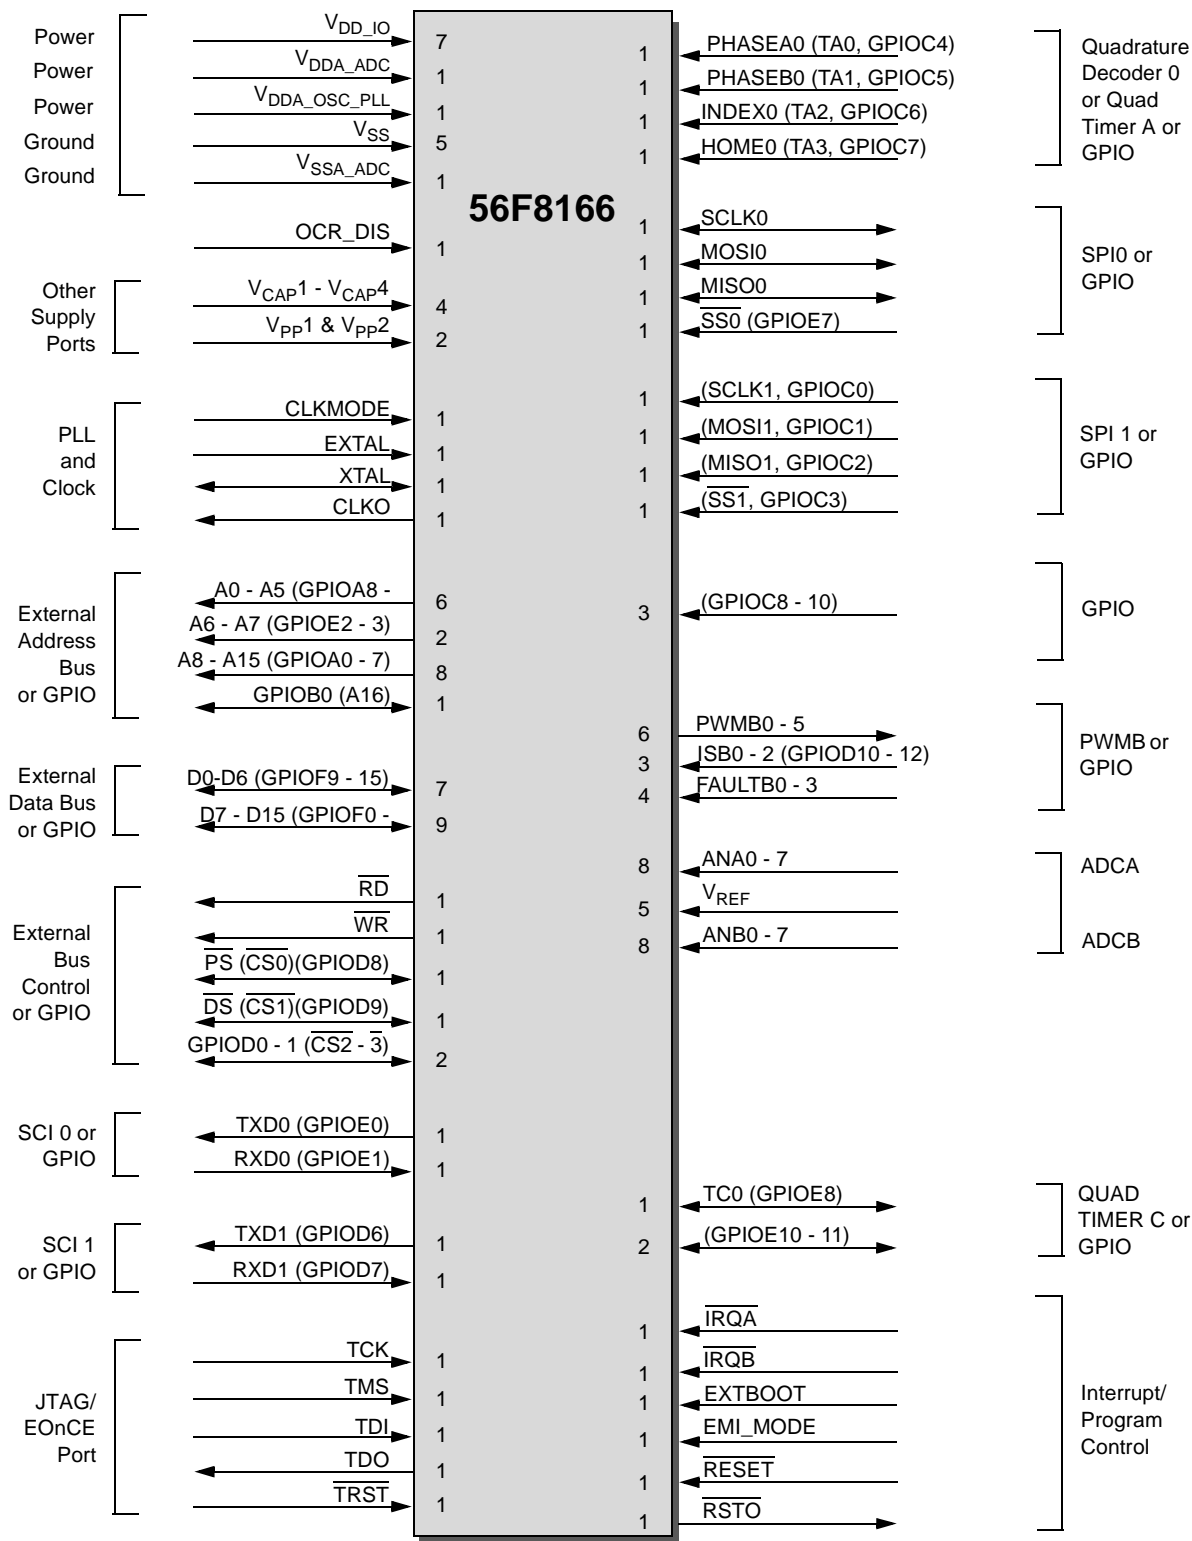 Power
V_DD_IO
7
Power
V_DDA_ADC
1
Power
V_DDA_OSC_PLL
1
Ground
V_SS
5
Ground
V_SSA_ADC
1
OCR_DIS
1
Other
Supply
Ports
V_CAP1 - V_CAP4
4
V_PP1 & V_PP2
2
PLL
and
Clock
CLKMODE
1
EXTAL
1
XTAL
1
CLKO
1
External
Address
Bus
or GPIO
A0 - A5 (GPIOA8 -
6
A6 - A7 (GPIOE2 - 3)
2
A8 - A15 (GPIOA0 - 7)
8
GPIOB0 (A16)
1
External
Data Bus
or GPIO
D0-D6 (GPIOF9 - 15)
7
D7 - D15 (GPIOF0 -
9
External
Bus
Control
or GPIO
RD
1
WR
1
PS (CS0)(GPIOD8)
1
DS (CS1)(GPIOD9)
1
GPIOD0 - 1 (CS2 - 3)
2
SCI 0 or
GPIO
TXD0 (GPIOE0)
1
RXD0 (GPIOE1)
1
SCI 1
or GPIO
TXD1 (GPIOD6)
1
RXD1 (GPIOD7)
1
JTAG/
EOnCE
Port
TCK
1
TMS
1
TDI
1
TDO
1
TRST
1
56F8166
1
PHASEA0 (TA0, GPIOC4)
1
PHASEB0 (TA1, GPIOC5)
1
INDEX0 (TA2, GPIOC6)
1
HOME0 (TA3, GPIOC7)
Quadrature
Decoder 0
or Quad
Timer A or
GPIO
1
SCLK0
1
MOSI0
1
MISO0
1
SS0 (GPIOE7)
SPI0 or
GPIO
1
(SCLK1, GPIOC0)
1
(MOSI1, GPIOC1)
1
(MISO1, GPIOC2)
1
(SS1, GPIOC3)
SPI 1 or
GPIO
3
(GPIOC8 - 10)
GPIO
6
PWMB0 - 5
3
ISB0 - 2 (GPIOD10 - 12)
4
FAULTB0 - 3
PWMB or
GPIO
8
ANA0 - 7
ADCA
5
V_REF
8
ANB0 - 7
ADCB
1
TC0 (GPIOE8)
2
(GPIOE10 - 11)
QUAD
TIMER C or
GPIO
1
IRQA
1
IRQB
1
EXTBOOT
1
EMI_MODE
1
RESET
1
RSTO
Interrupt/
Program
Control